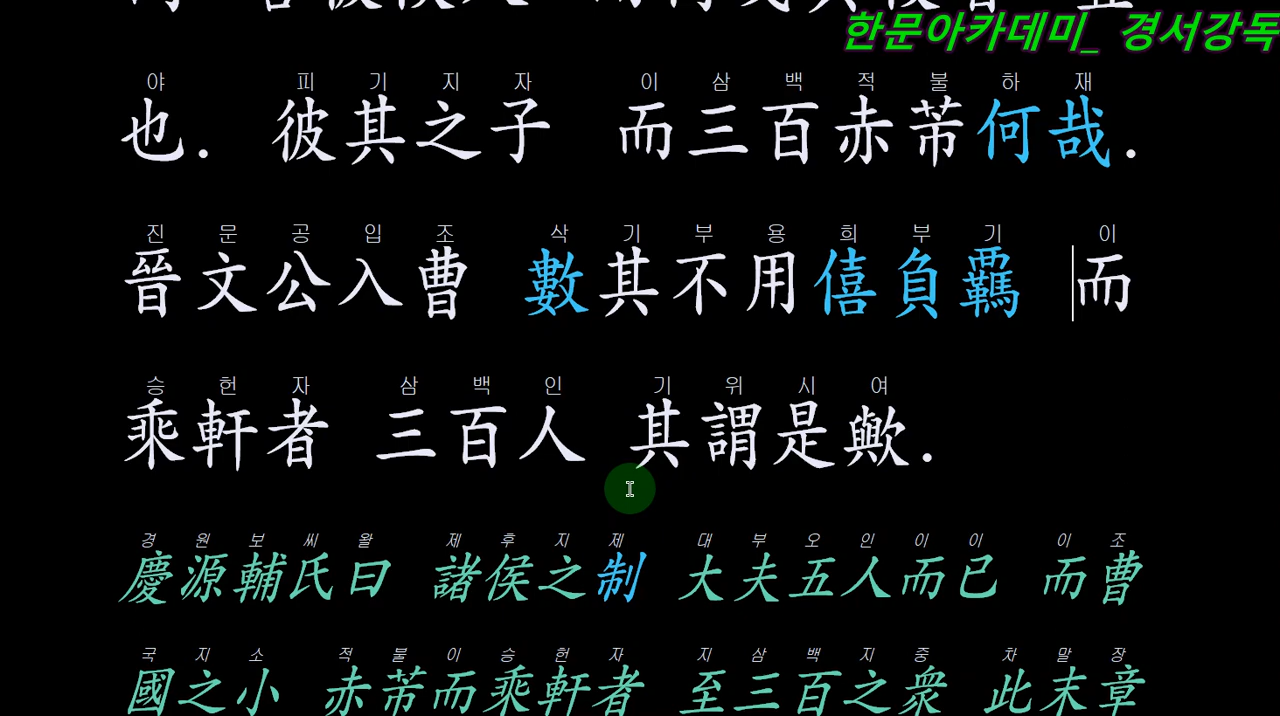 한문아카데미_ 경서강독
야 피 기 지 자 이 삼 백 적 불 하 재
也. 彼其之子 而三百赤芾何哉.
진 문 공 입 조 삭 기 부 용 희 부 기 이
晉文公入曹 數其不用僖負羈 而
승 헌 자 삼 백 인 기 위 시 여
乘軒者 三百人 其謂是歟.
경 원 보 씨 왈 제 후 지 제 대 부 오 인 이 이 이 조
慶源輔氏曰 諸侯之制 大夫五人而已 而曹
국 지 소 적 불 이 승 헌 자 지 삼 백 지 중 차 말 장
國之小 赤芾而乘軒者 至三百之衆 此末章